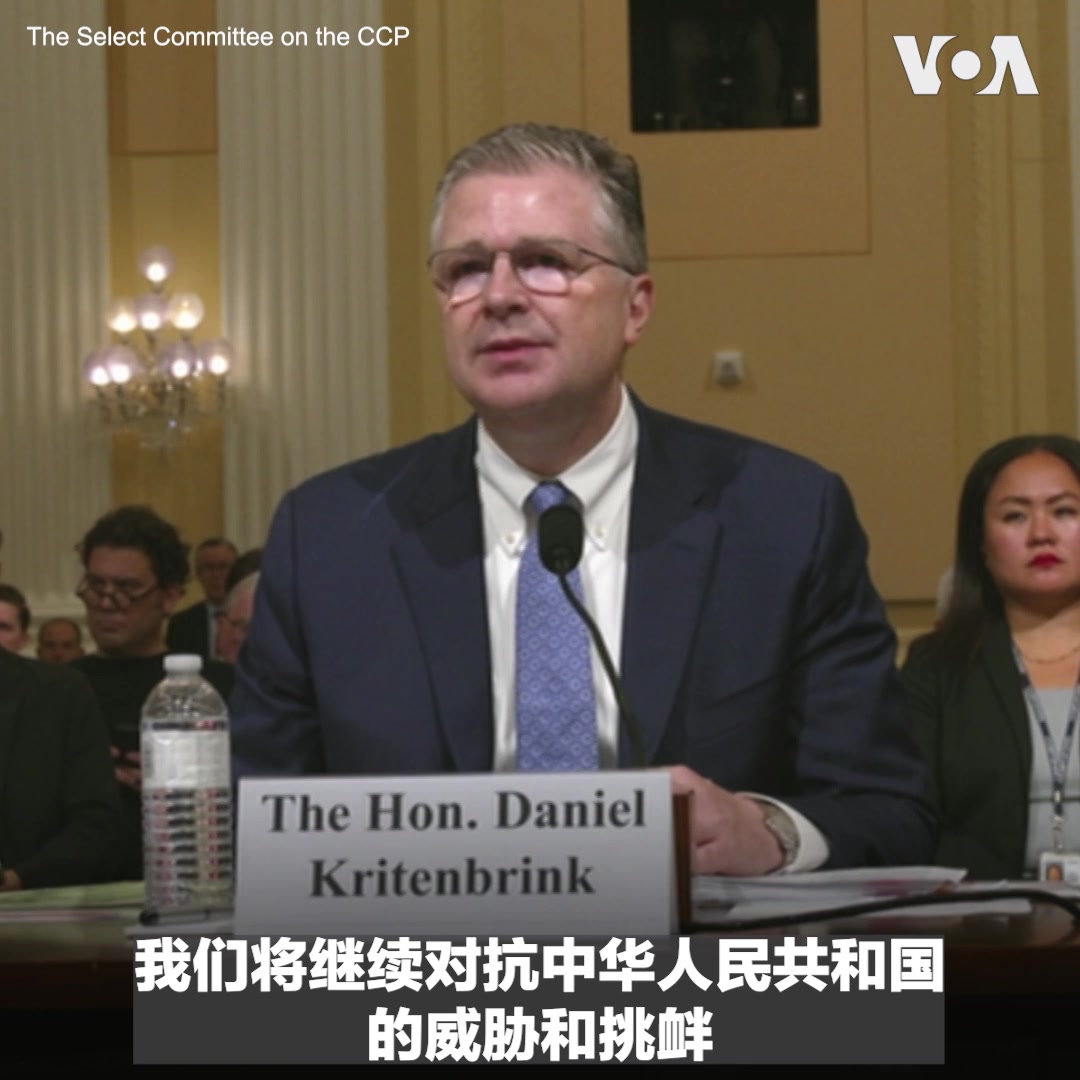 The Select Committee on the CCP
VOA
The Hon. Daniel
Kritenbrink
我们将继续对抗中华人民共和国
的威胁和挑衅